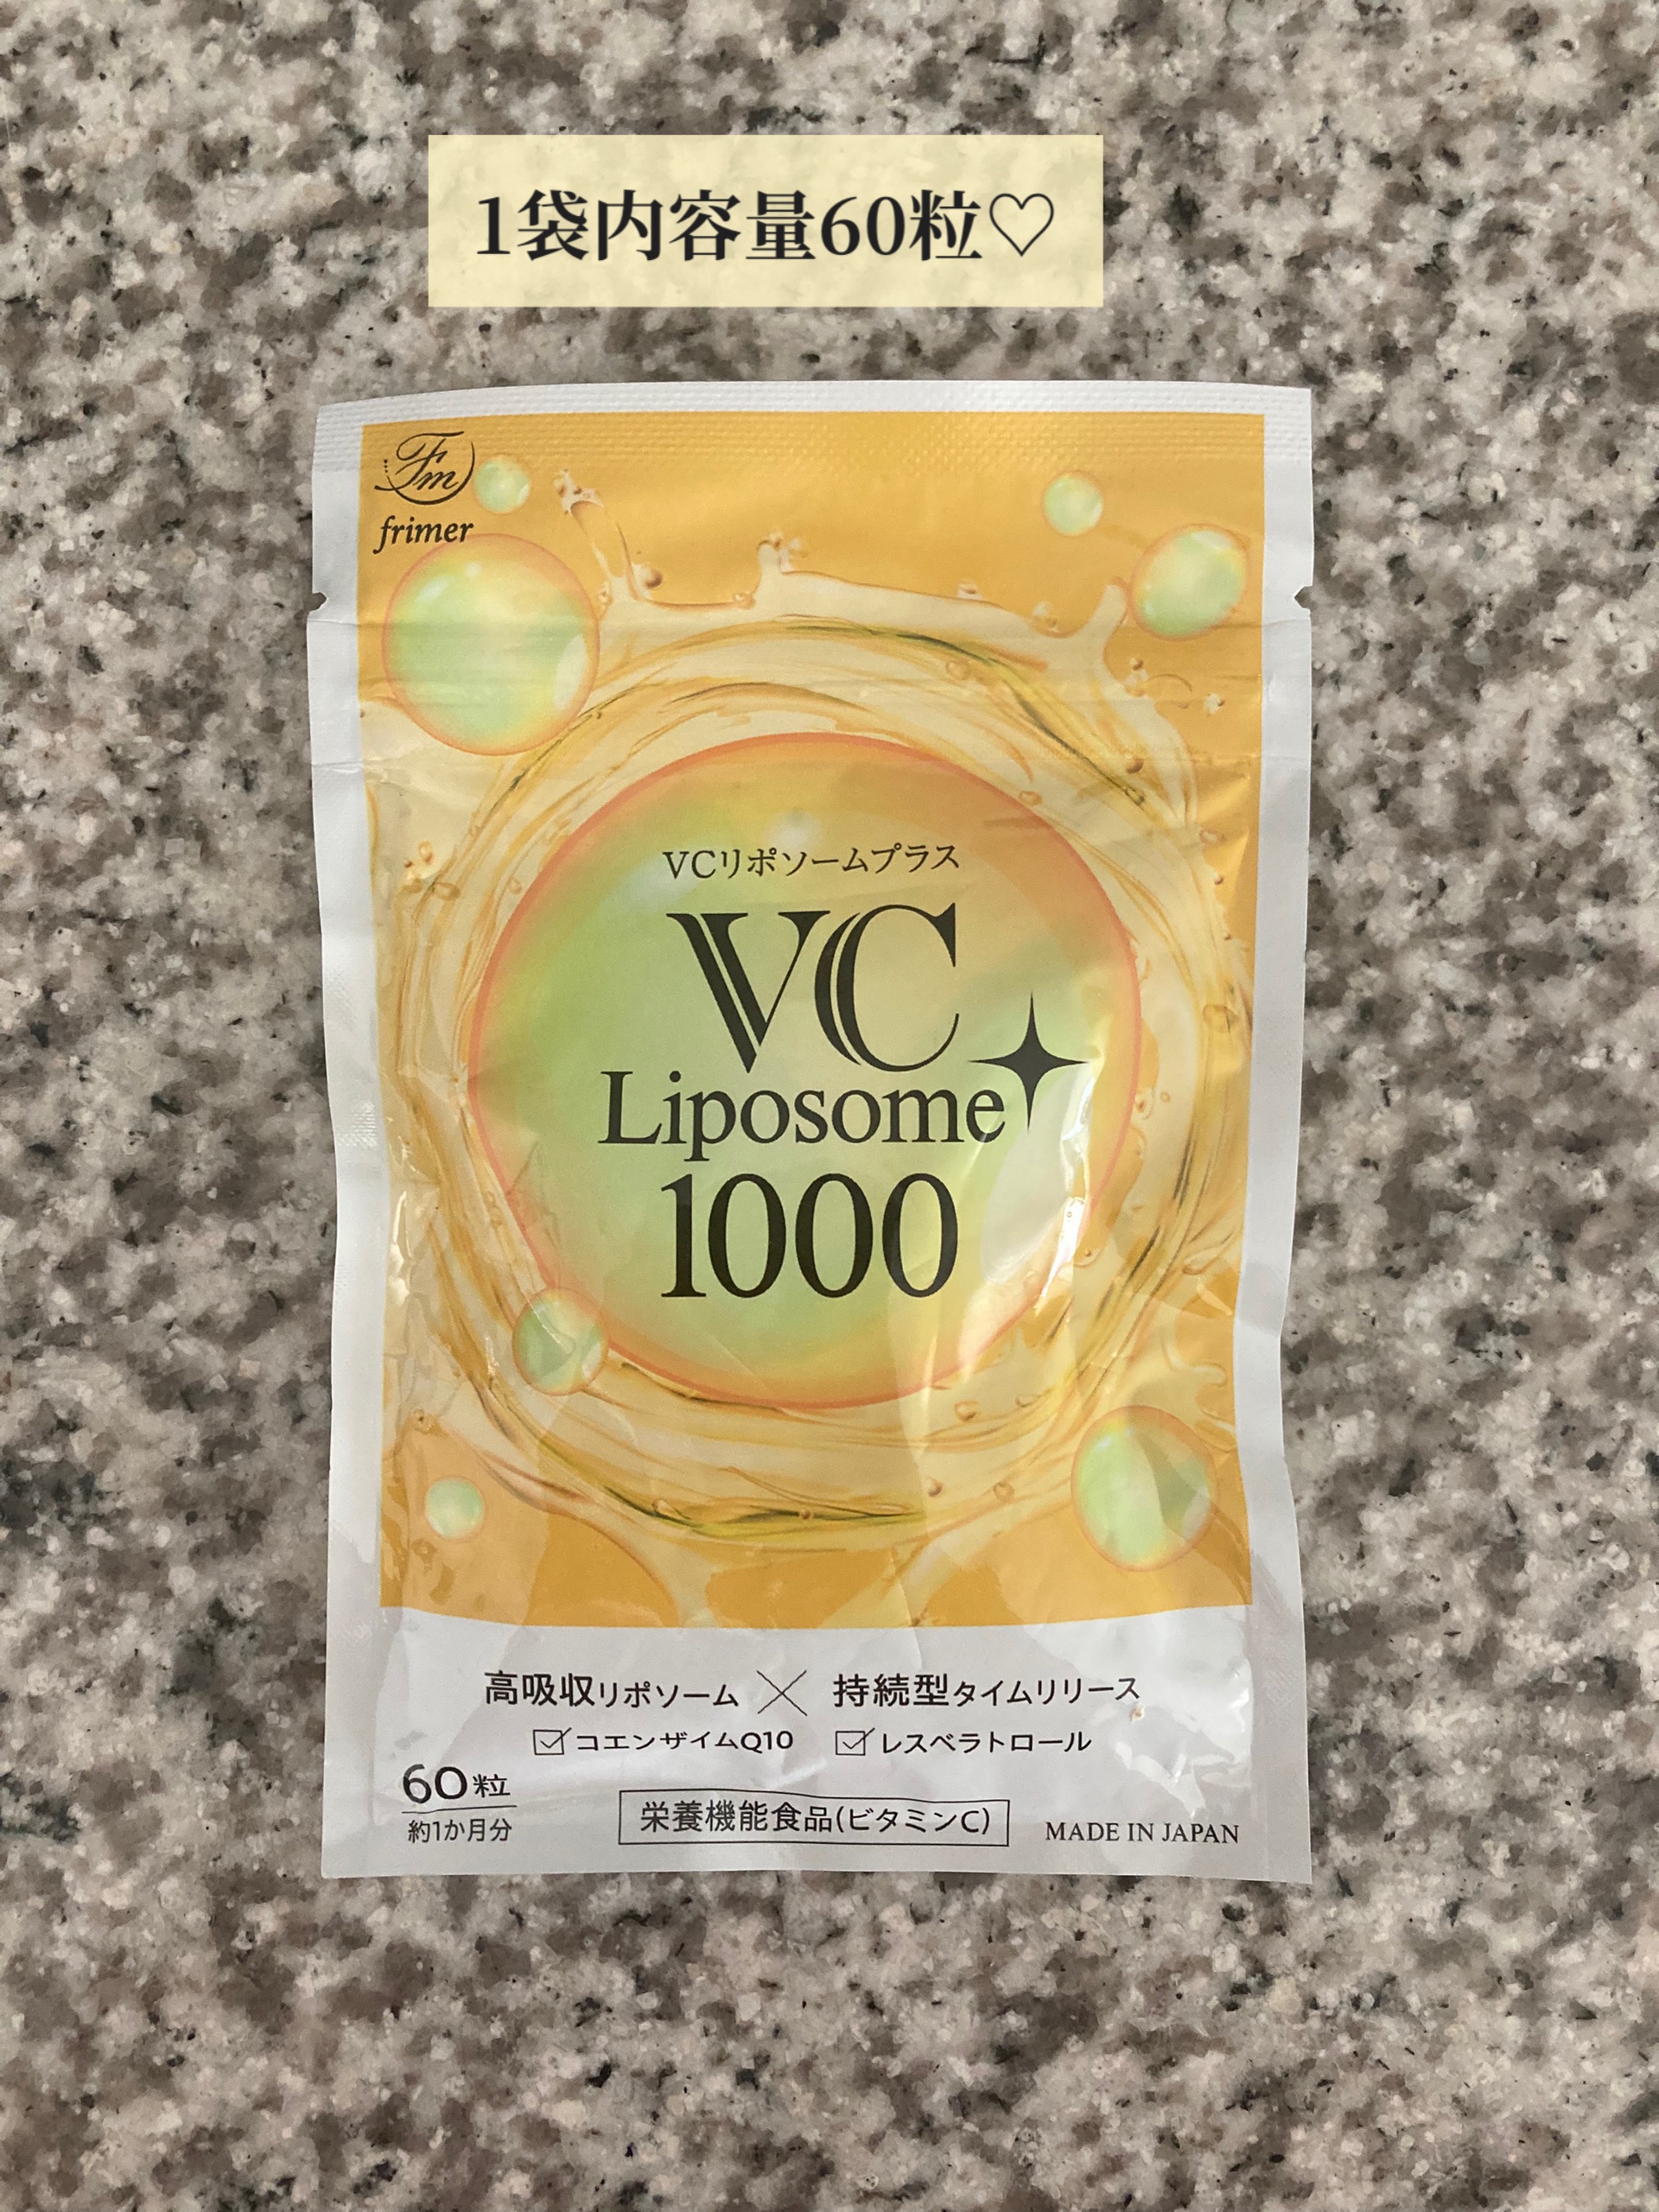 1袋内容量60粒♡
Fm
frimer
VCリポソームプラス
VC
Liposome
1000
高吸収リポソーム × 持続型タイムリリース
☑コエンザイムQ10 ☑レスベラトロール
60粒
約1か月分
栄養機能食品(ビタミンC)
MADE IN JAPAN